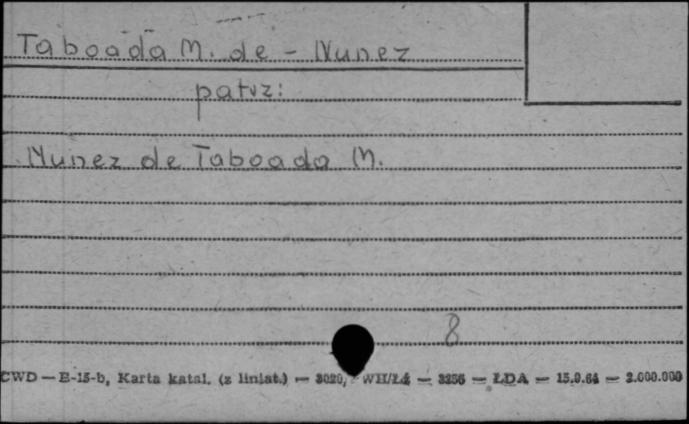 Taboada M. de - Nunez
patrz:
Nunez de Taboada M.
8
CWD — E-15-b, Karta katal. (z liniat.) — 3020, WH/Łź — 3256 — ŁDA — 15.9.64 — 2.000.000